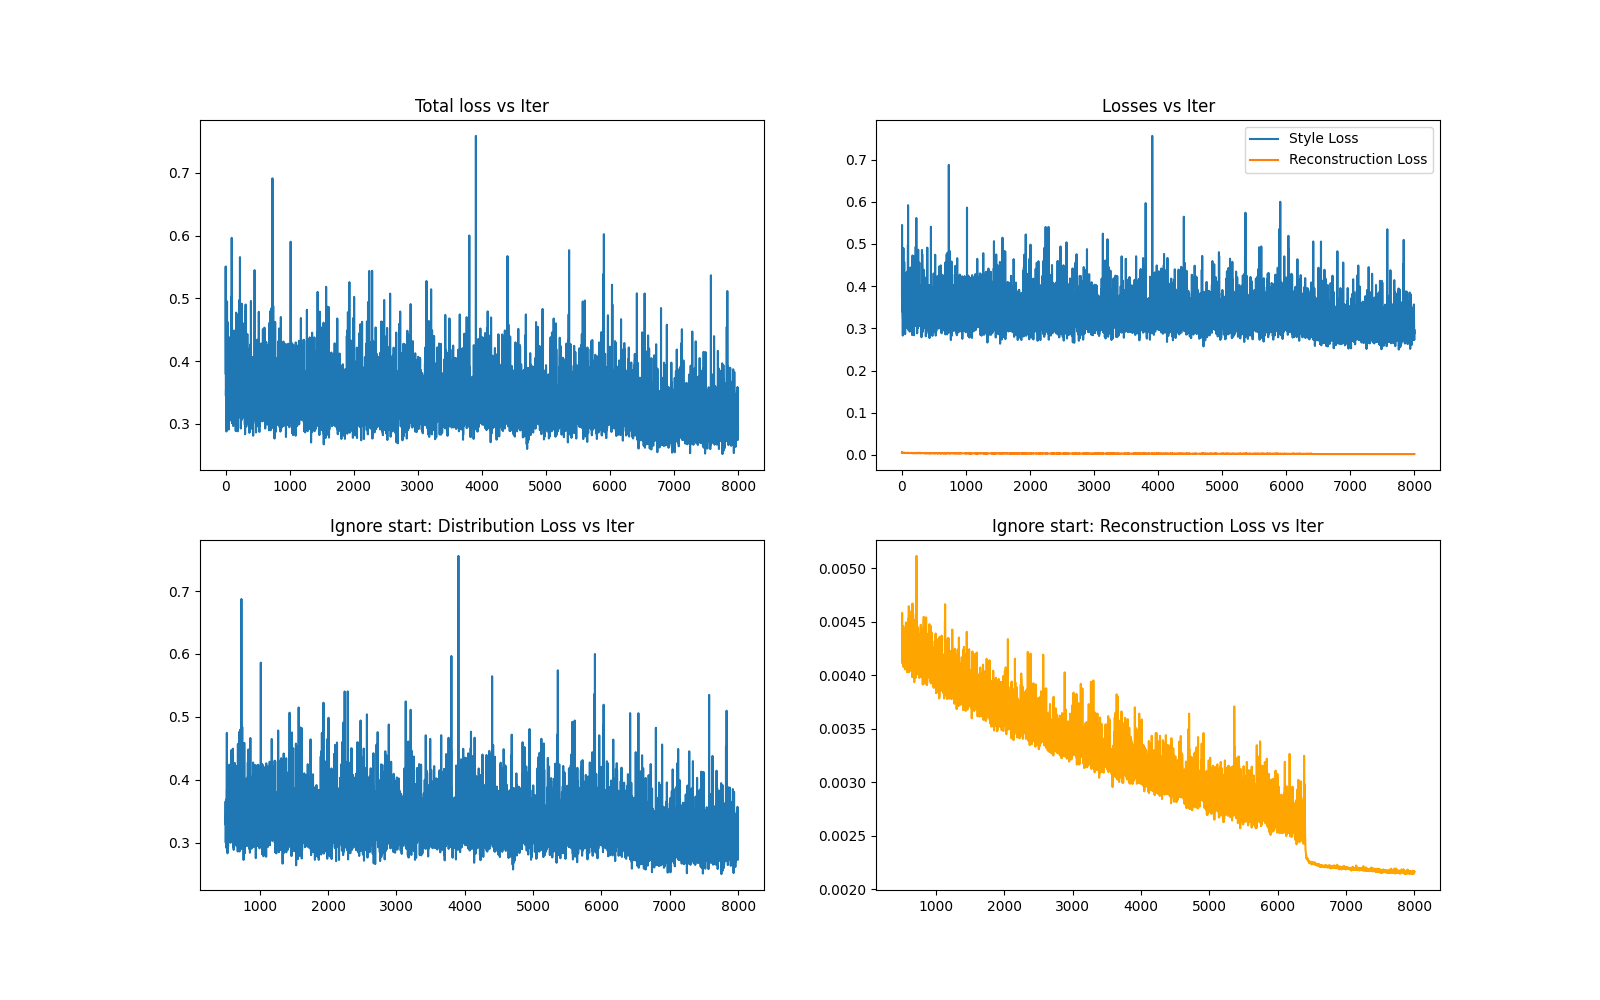 Total loss vs Iter
0.7
0.6
0.5
0.4
0.3
0 1000 2000 3000 4000 5000 6000 7000 8000
Losses vs Iter
Style Loss
Reconstruction Loss
0.7
0.6
0.5
0.4
0.3
0.2
0.1
0.0
0 1000 2000 3000 4000 5000 6000 7000 8000
Ignore start: Distribution Loss vs Iter
0.7
0.6
0.5
0.4
0.3
1000 2000 3000 4000 5000 6000 7000 8000
Ignore start: Reconstruction Loss vs Iter
0.0050
0.0045
0.0040
0.0035
0.0030
0.0025
0.0020
1000 2000 3000 4000 5000 6000 7000 8000